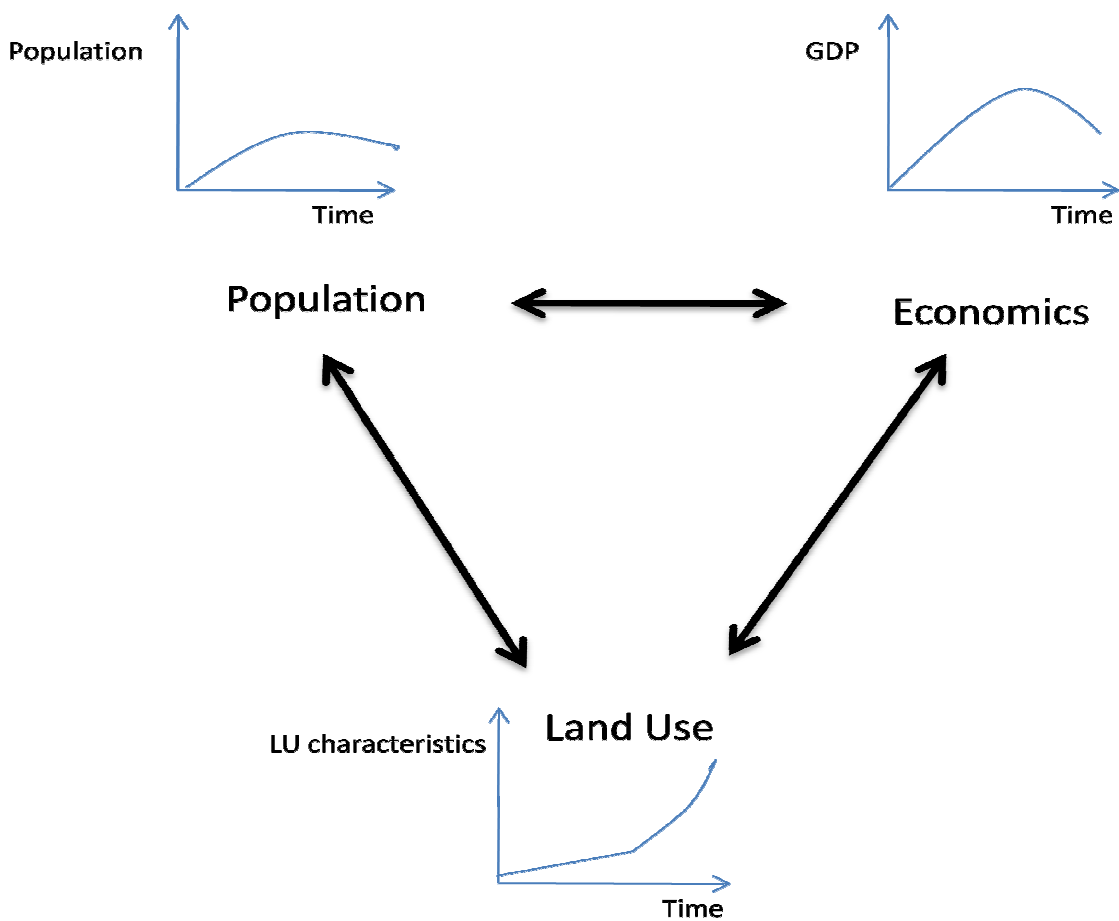 Population
Time
GDP
Time
Population
Economics
Land Use
LU characteristics
Time